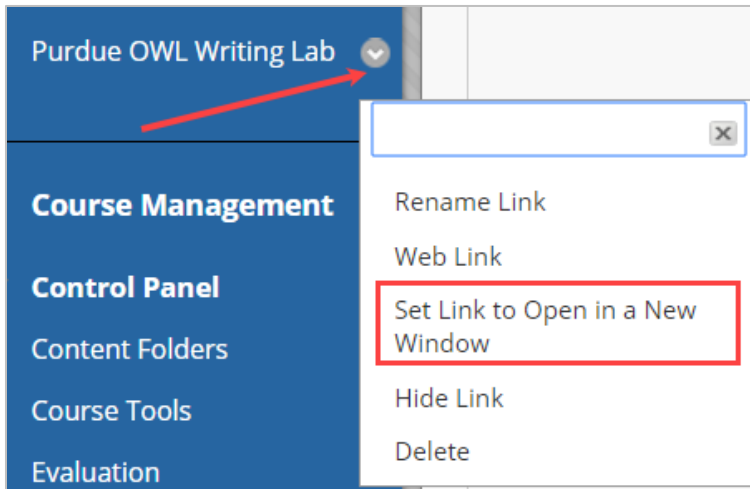 Purdue OWL Writing Lab
Course Management
Control Panel
Content Folders
Course Tools
Evaluation
Rename Link
Web Link
Set Link to Open in a New
Window
Hide Link
Delete